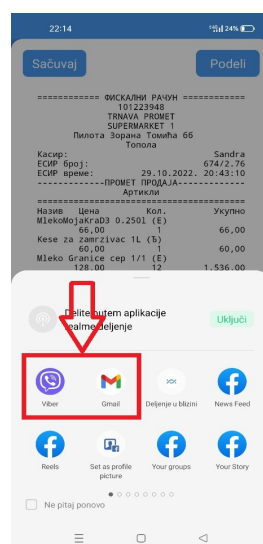 22:14
24%
Sačuvaj
Podeli
============ ФИСКАЛНИ РАЧУН ============
101223948
TRNAVA PROMET
SUPERMARKET 1
Пилота Зорана Томића 66
Топола
Касир: Sandra
ЕСИР број: 674/2.76
ЕСИР време: 29.10.2022. 20:43:10
-------------ПРОМЕТ ПРОДАЈА-------------
Артикли
========================================
Назив Цена Кол. Укупно
MlekoMojaKraD3 0.250l (Е)
66,00 1 66,00
Kese za zamrzivac 1L (Ђ)
60,00 1 60,00
Mleko Granice cep 1/1 (Е)
128,00 12 1.536,00
Delite putem aplikacije
realme deljenje
Uključi
Viber
Gmail
Deljenje u blizini
News Feed
Reels
Set as profile
picture
Your groups
Your Story
Ne pitaj ponovo